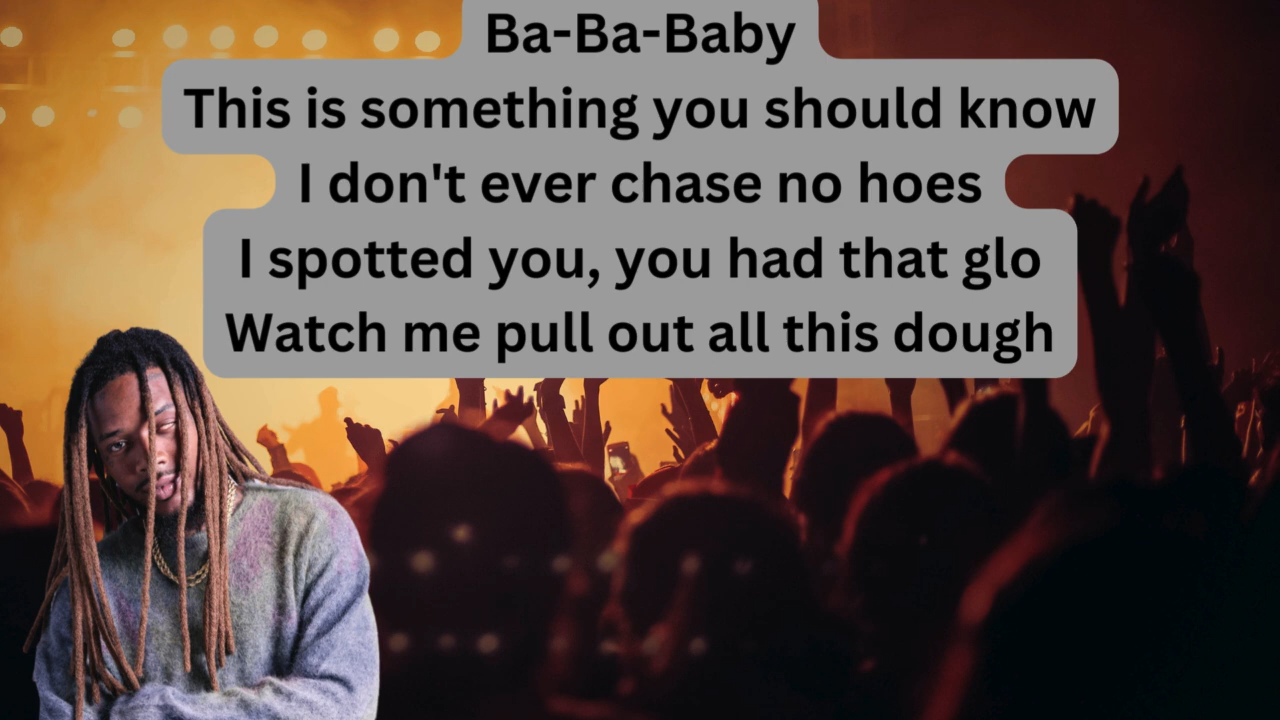 Ba-Ba-Baby
This is something you should know
I don't ever chase no hoes
I spotted you, you had that glo
Watch me pull out all this dough